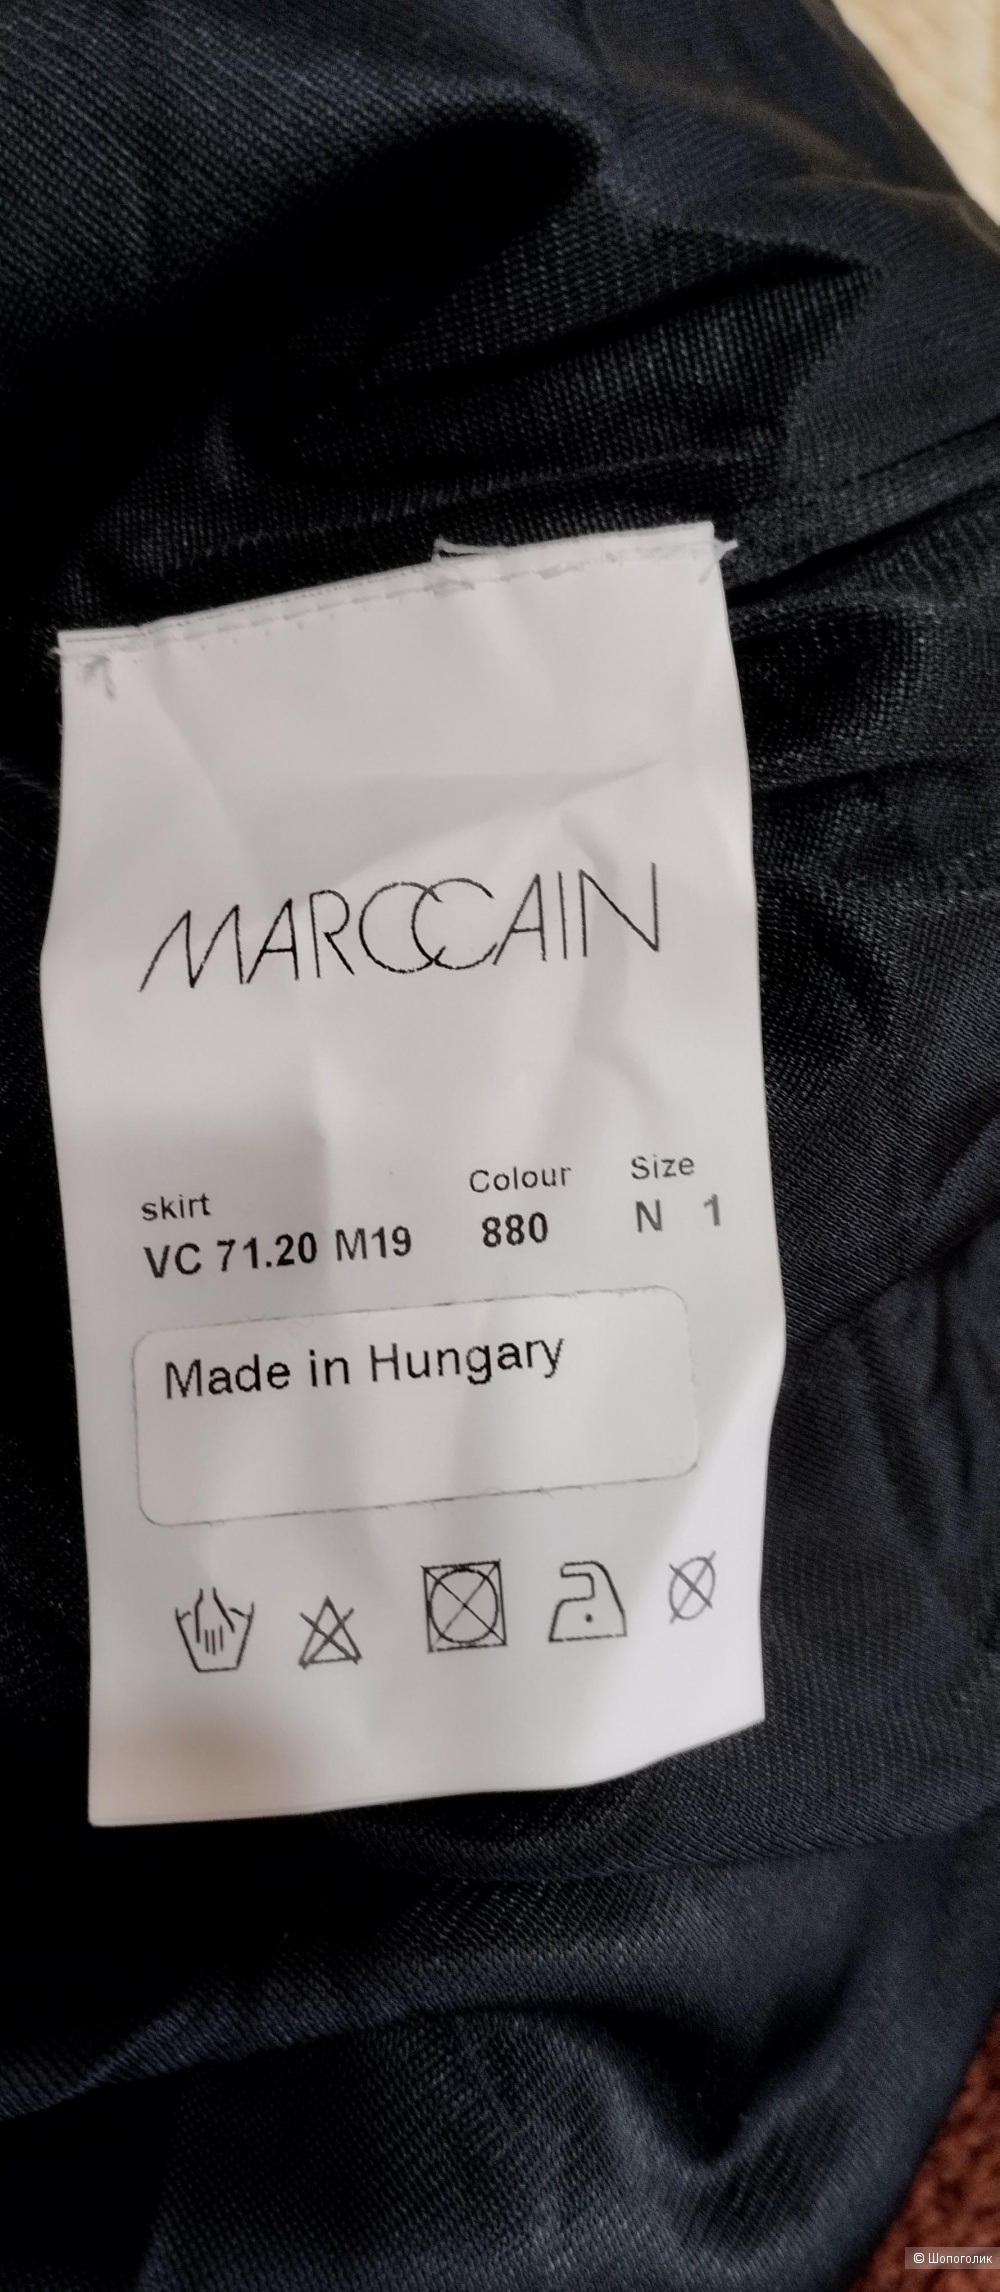 MARCCAIN
skirt Colour Size
VC 71.20 M19 880 N 1
Made in Hungary
© Шопоголик